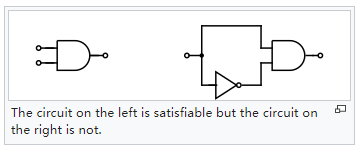 The circuit on the left is satisfiable but the circuit on
the right is not.